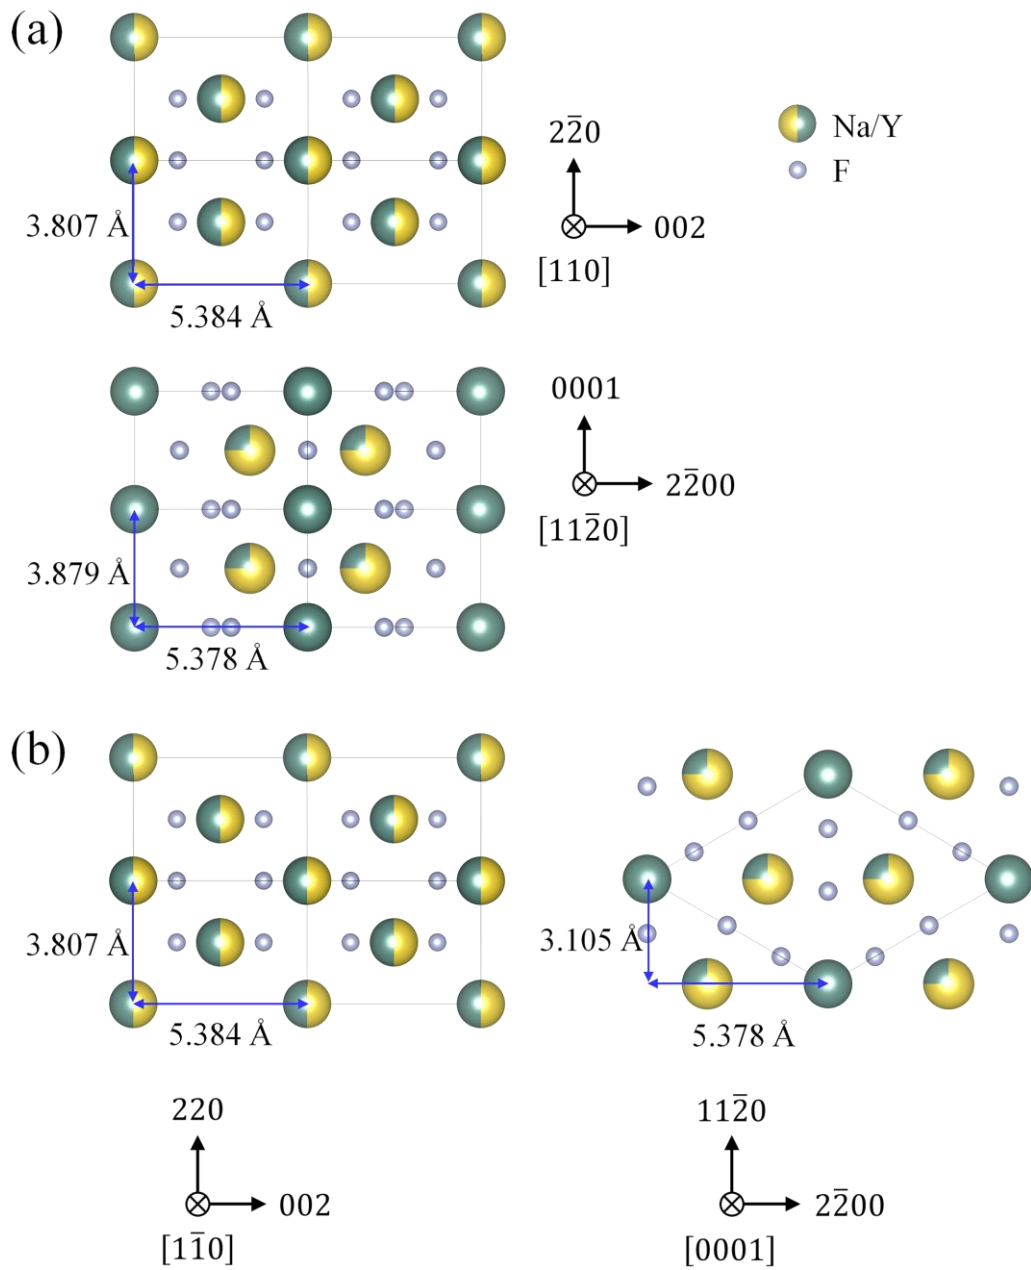 (a)
22̅0
002
[110]
Na/Y
F
3.807 Å
5.384 Å
0001
22̅00
[112̅0]
3.879 Å
5.378 Å
(b)
3.807 Å
5.384 Å
3.105 Å
5.378 Å
220
002
[11̅0]
112̅0
22̅00
[0001]